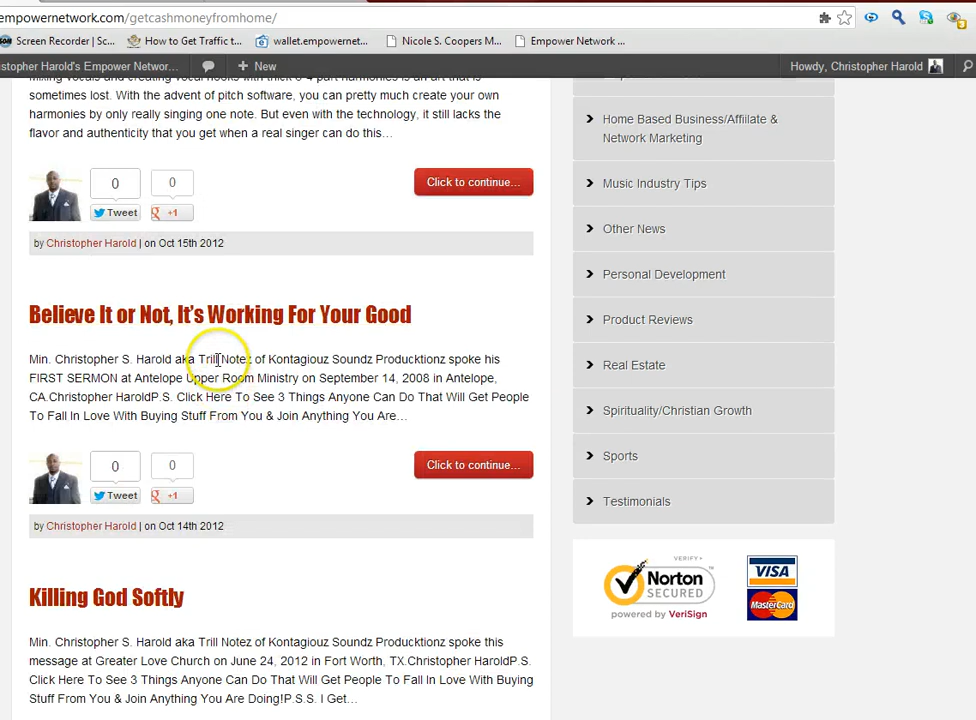 empowernetwork.com/getcashmoneyfromhome/
Screen Recorder | Sc... How to Get Traffic t... wallet.empowernet... Nicole S. Coopers M... Empower Network ...
stopher Harold's Empower Networ... + New Howdy, Christopher Harold
Mixing vocals and creating vocal hooks with thick 3-4 part harmonies is an art that is
sometimes lost. With the advent of pitch software, you can pretty much create your own
harmonies by only really singing one note. But even with the technology, it still lacks the
flavor and authenticity that you get when a real singer can do this...
0 0 Click to continue...
Tweet +1
by Christopher Harold | on Oct 15th 2012
Believe It or Not, It's Working For Your Good
Min. Christopher S. Harold aka Trill Notez of Kontagiouz Soundz Producktionz spoke his
FIRST SERMON at Antelope Upper Room Ministry on September 14, 2008 in Antelope,
CA.Christopher HaroldP.S. Click Here To See 3 Things Anyone Can Do That Will Get People
To Fall In Love With Buying Stuff From You & Join Anything You Are...
0 0 Click to continue...
Tweet +1
by Christopher Harold | on Oct 14th 2012
Killing God Softly
Min. Christopher S. Harold aka Trill Notez of Kontagiouz Soundz Producktionz spoke this
message at Greater Love Church on June 24, 2012 in Fort Worth, TX.Christopher HaroldP.S.
Click Here To See 3 Things Anyone Can Do That Will Get People To Fall In Love With Buying
Stuff From You & Join Anything You Are Doing!P.S.S. I Get...
Home Based Business/Affiilate &
Network Marketing
Music Industry Tips
Other News
Personal Development
Product Reviews
Real Estate
Spirituality/Christian Growth
Sports
Testimonials
VERIFY
Norton
SECURED
powered by VeriSign
VISA
MasterCard